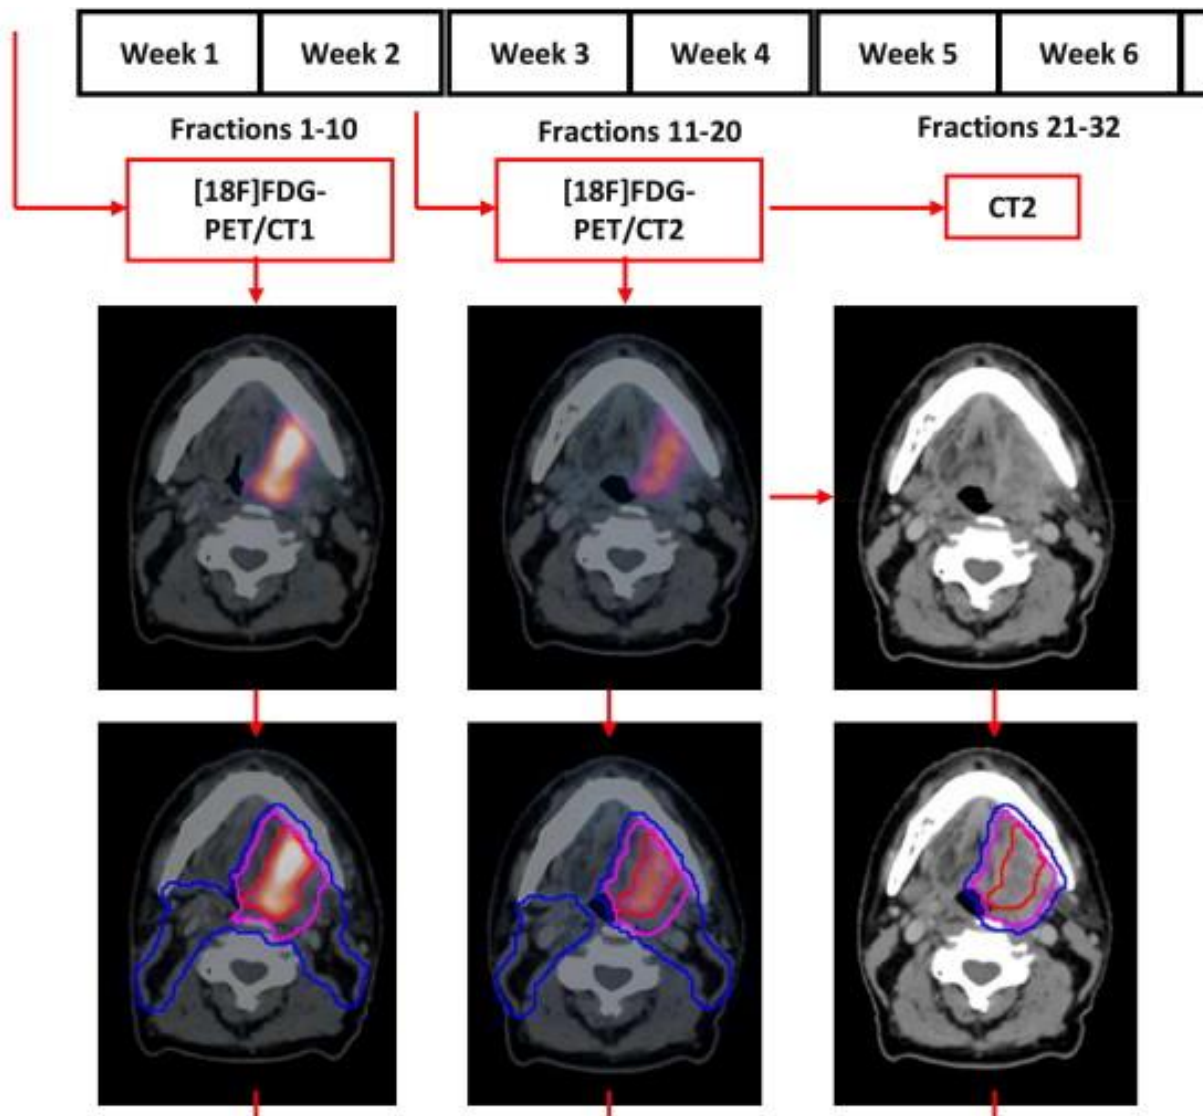 Week 1 Week 2 Week 3 Week 4 Week 5 Week 6
Fractions 1-10 Fractions 11-20 Fractions 21-32
[18F]FDG-
PET/CT1
[18F]FDG-
PET/CT2
CT2